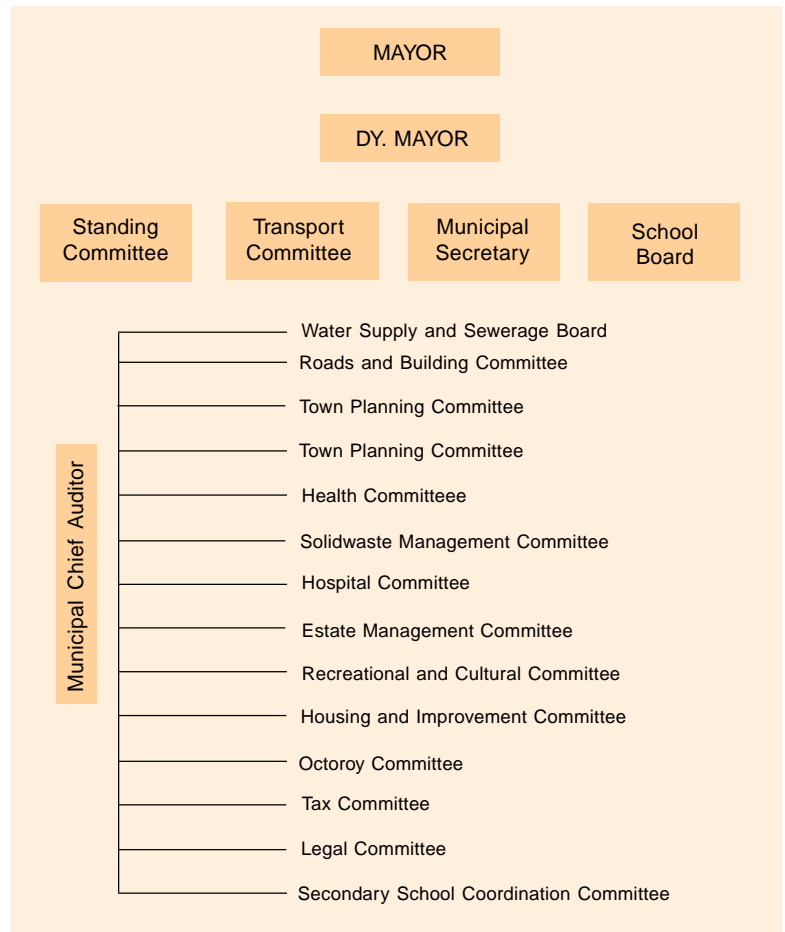 MAYOR
DY. MAYOR
Standing
Committee
Transport
Committee
Municipal
Secretary
School
Board
Municipal Chief Auditor
Water Supply and Sewerage Board
Roads and Building Committee
Town Planning Committee
Town Planning Committee
Health Committeee
Solidwaste Management Committee
Hospital Committee
Estate Management Committee
Recreational and Cultural Committee
Housing and Improvement Committee
Octoroy Committee
Tax Committee
Legal Committee
Secondary School Coordination Committee